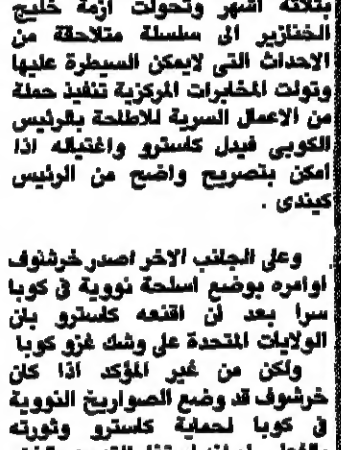 بثلاثة اشهر وتحولت ازمة خليج
الخنازير الى سلسلة متلاحقة من
الاحداث التى لايمكن السيطرة عليها
وتولت المخابرات المركزية تنفيذ حملة
من الاعمال السرية للاطاحة بالرئيس
الكوبى فيدل كاسترو واغتياله اذا
امكن بتصريح واضح من الرئيس
كيندى .
وعلى الجانب الاخر اصدر خرشوف
اوامره بوضع اسلحة نووية فى كوبا
سرا بعد ان اقنعه كاسترو بان
الولايات المتحدة على وشك غزو كوبا
ولكن من غير المؤكد اذا كان
خرشوف قد وضع الصواريخ النووية
فى كوبا لحماية كاسترو وثورته